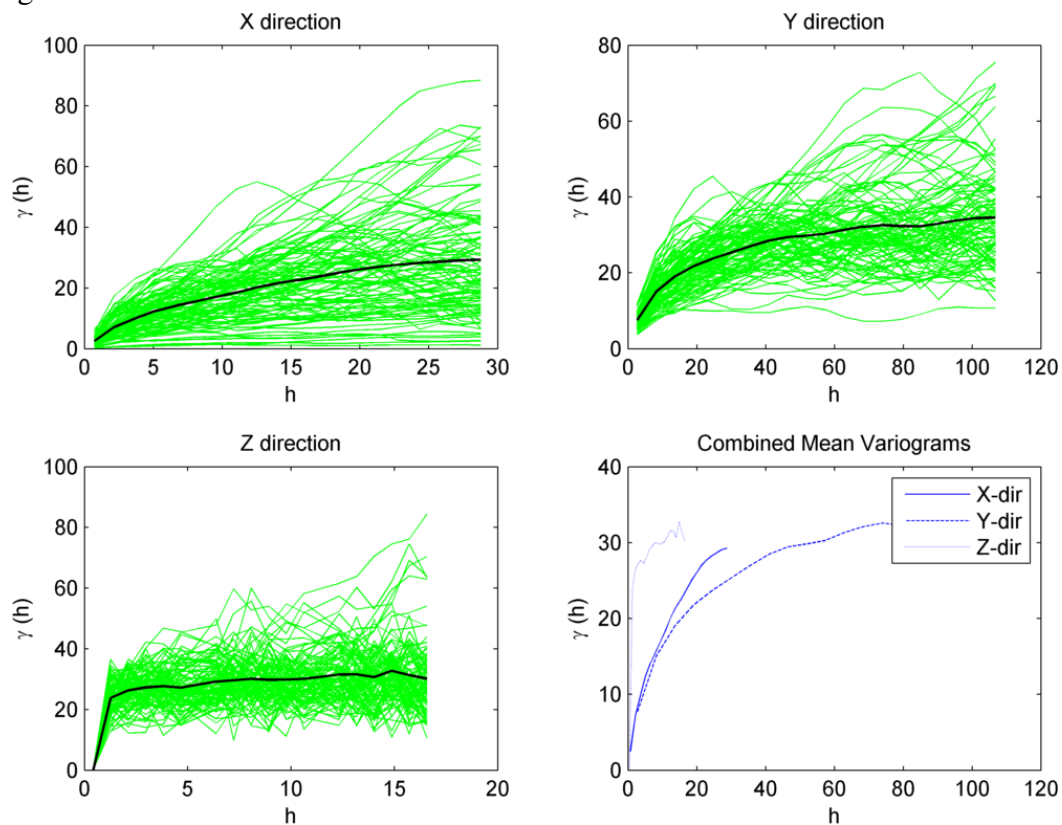 X direction
100
80
60
40
20
0
γ (h)
0 5 10 15 20 25 30
h
Y direction
80
60
40
20
0
γ (h)
0 20 40 60 80 100 120
h
Z direction
100
80
60
40
20
0
γ (h)
0 5 10 15 20
h
Combined Mean Variograms
40
30
20
10
0
γ (h)
X-dir
Y-dir
Z-dir
0 20 40 60 80 100 120
h